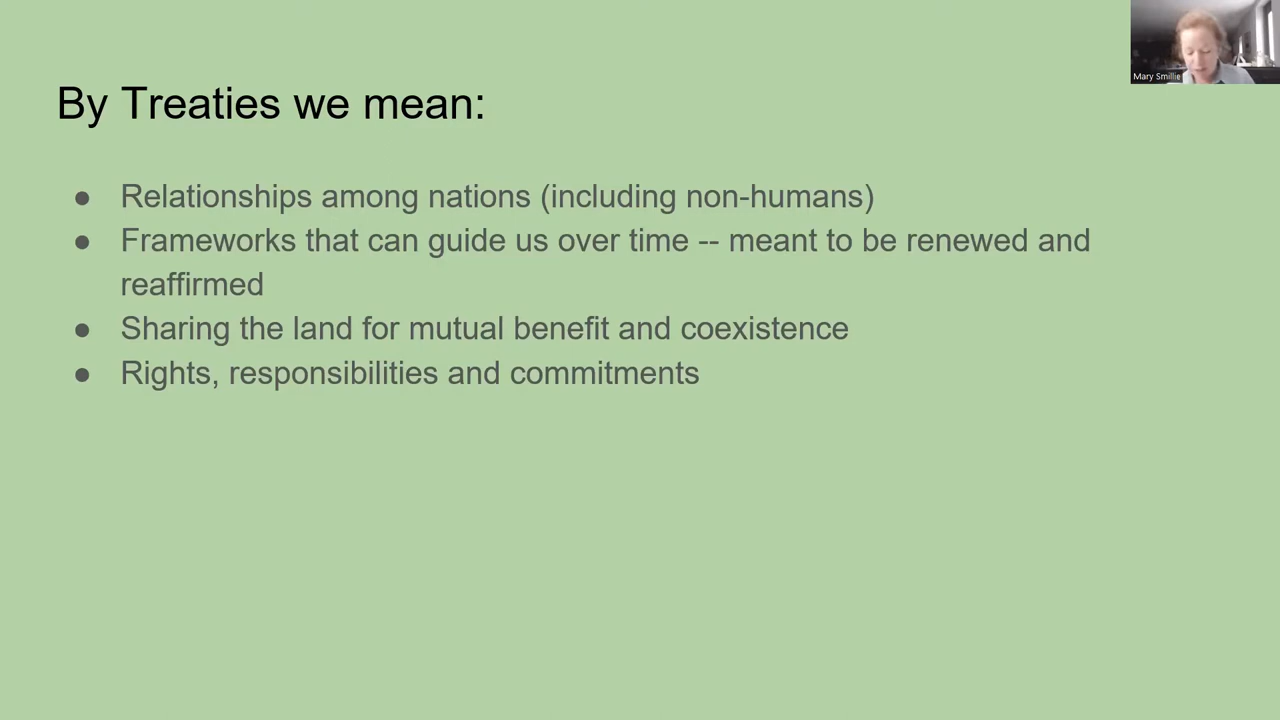 Mary Smillie
By Treaties we mean:
● Relationships among nations (including non-humans)
● Frameworks that can guide us over time -- meant to be renewed and
reaffirmed
● Sharing the land for mutual benefit and coexistence
● Rights, responsibilities and commitments